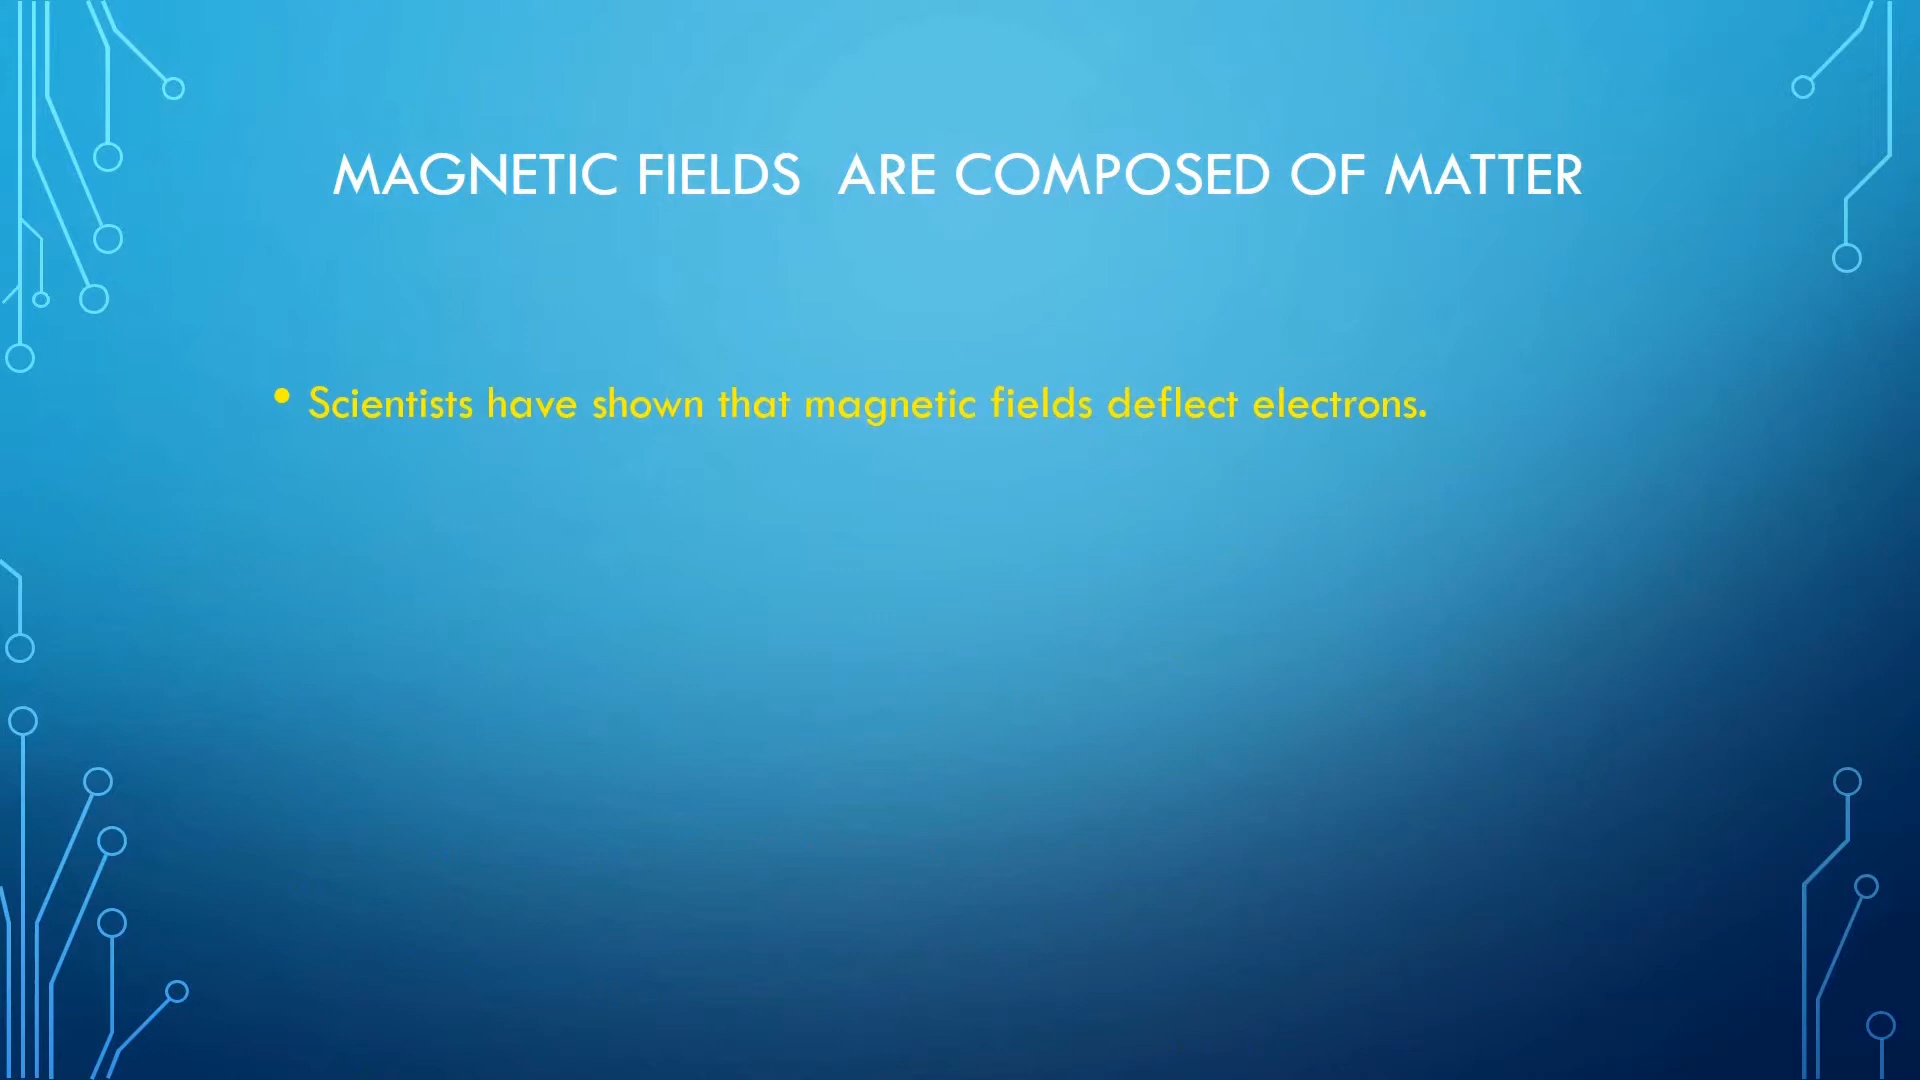 MAGNETIC FIELDS  ARE COMPOSED OF MATTER
• Scientists have shown that magnetic fields deflect electrons.